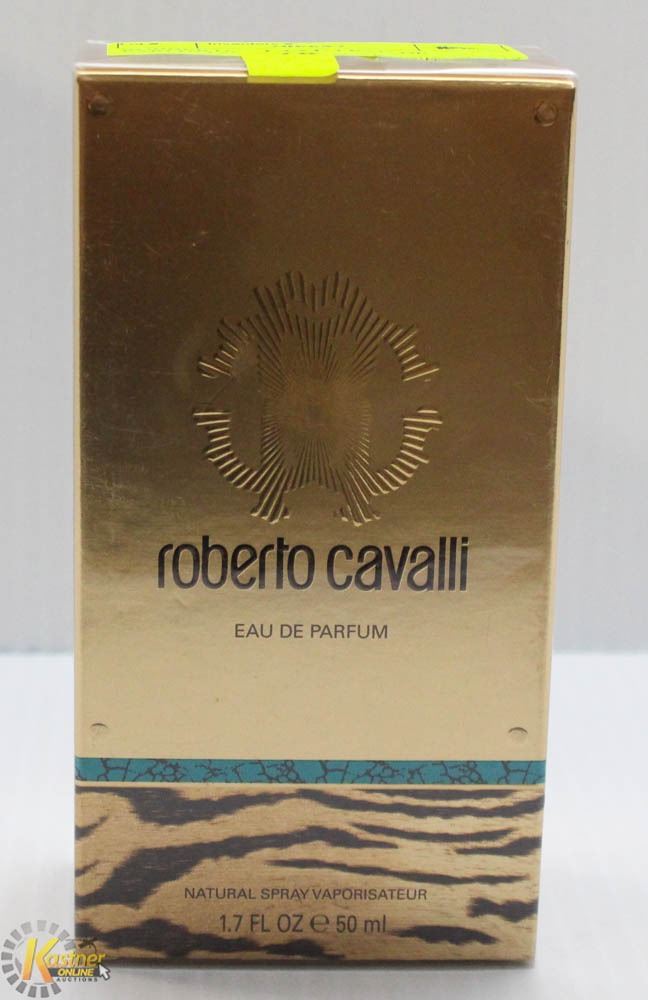 roberto cavalli
EAU DE PARFUM
NATURAL SPRAY VAPORISATEUR
1.7 FL OZ ℮ 50 ml
Kastner
ONLINE
AUCTIONS